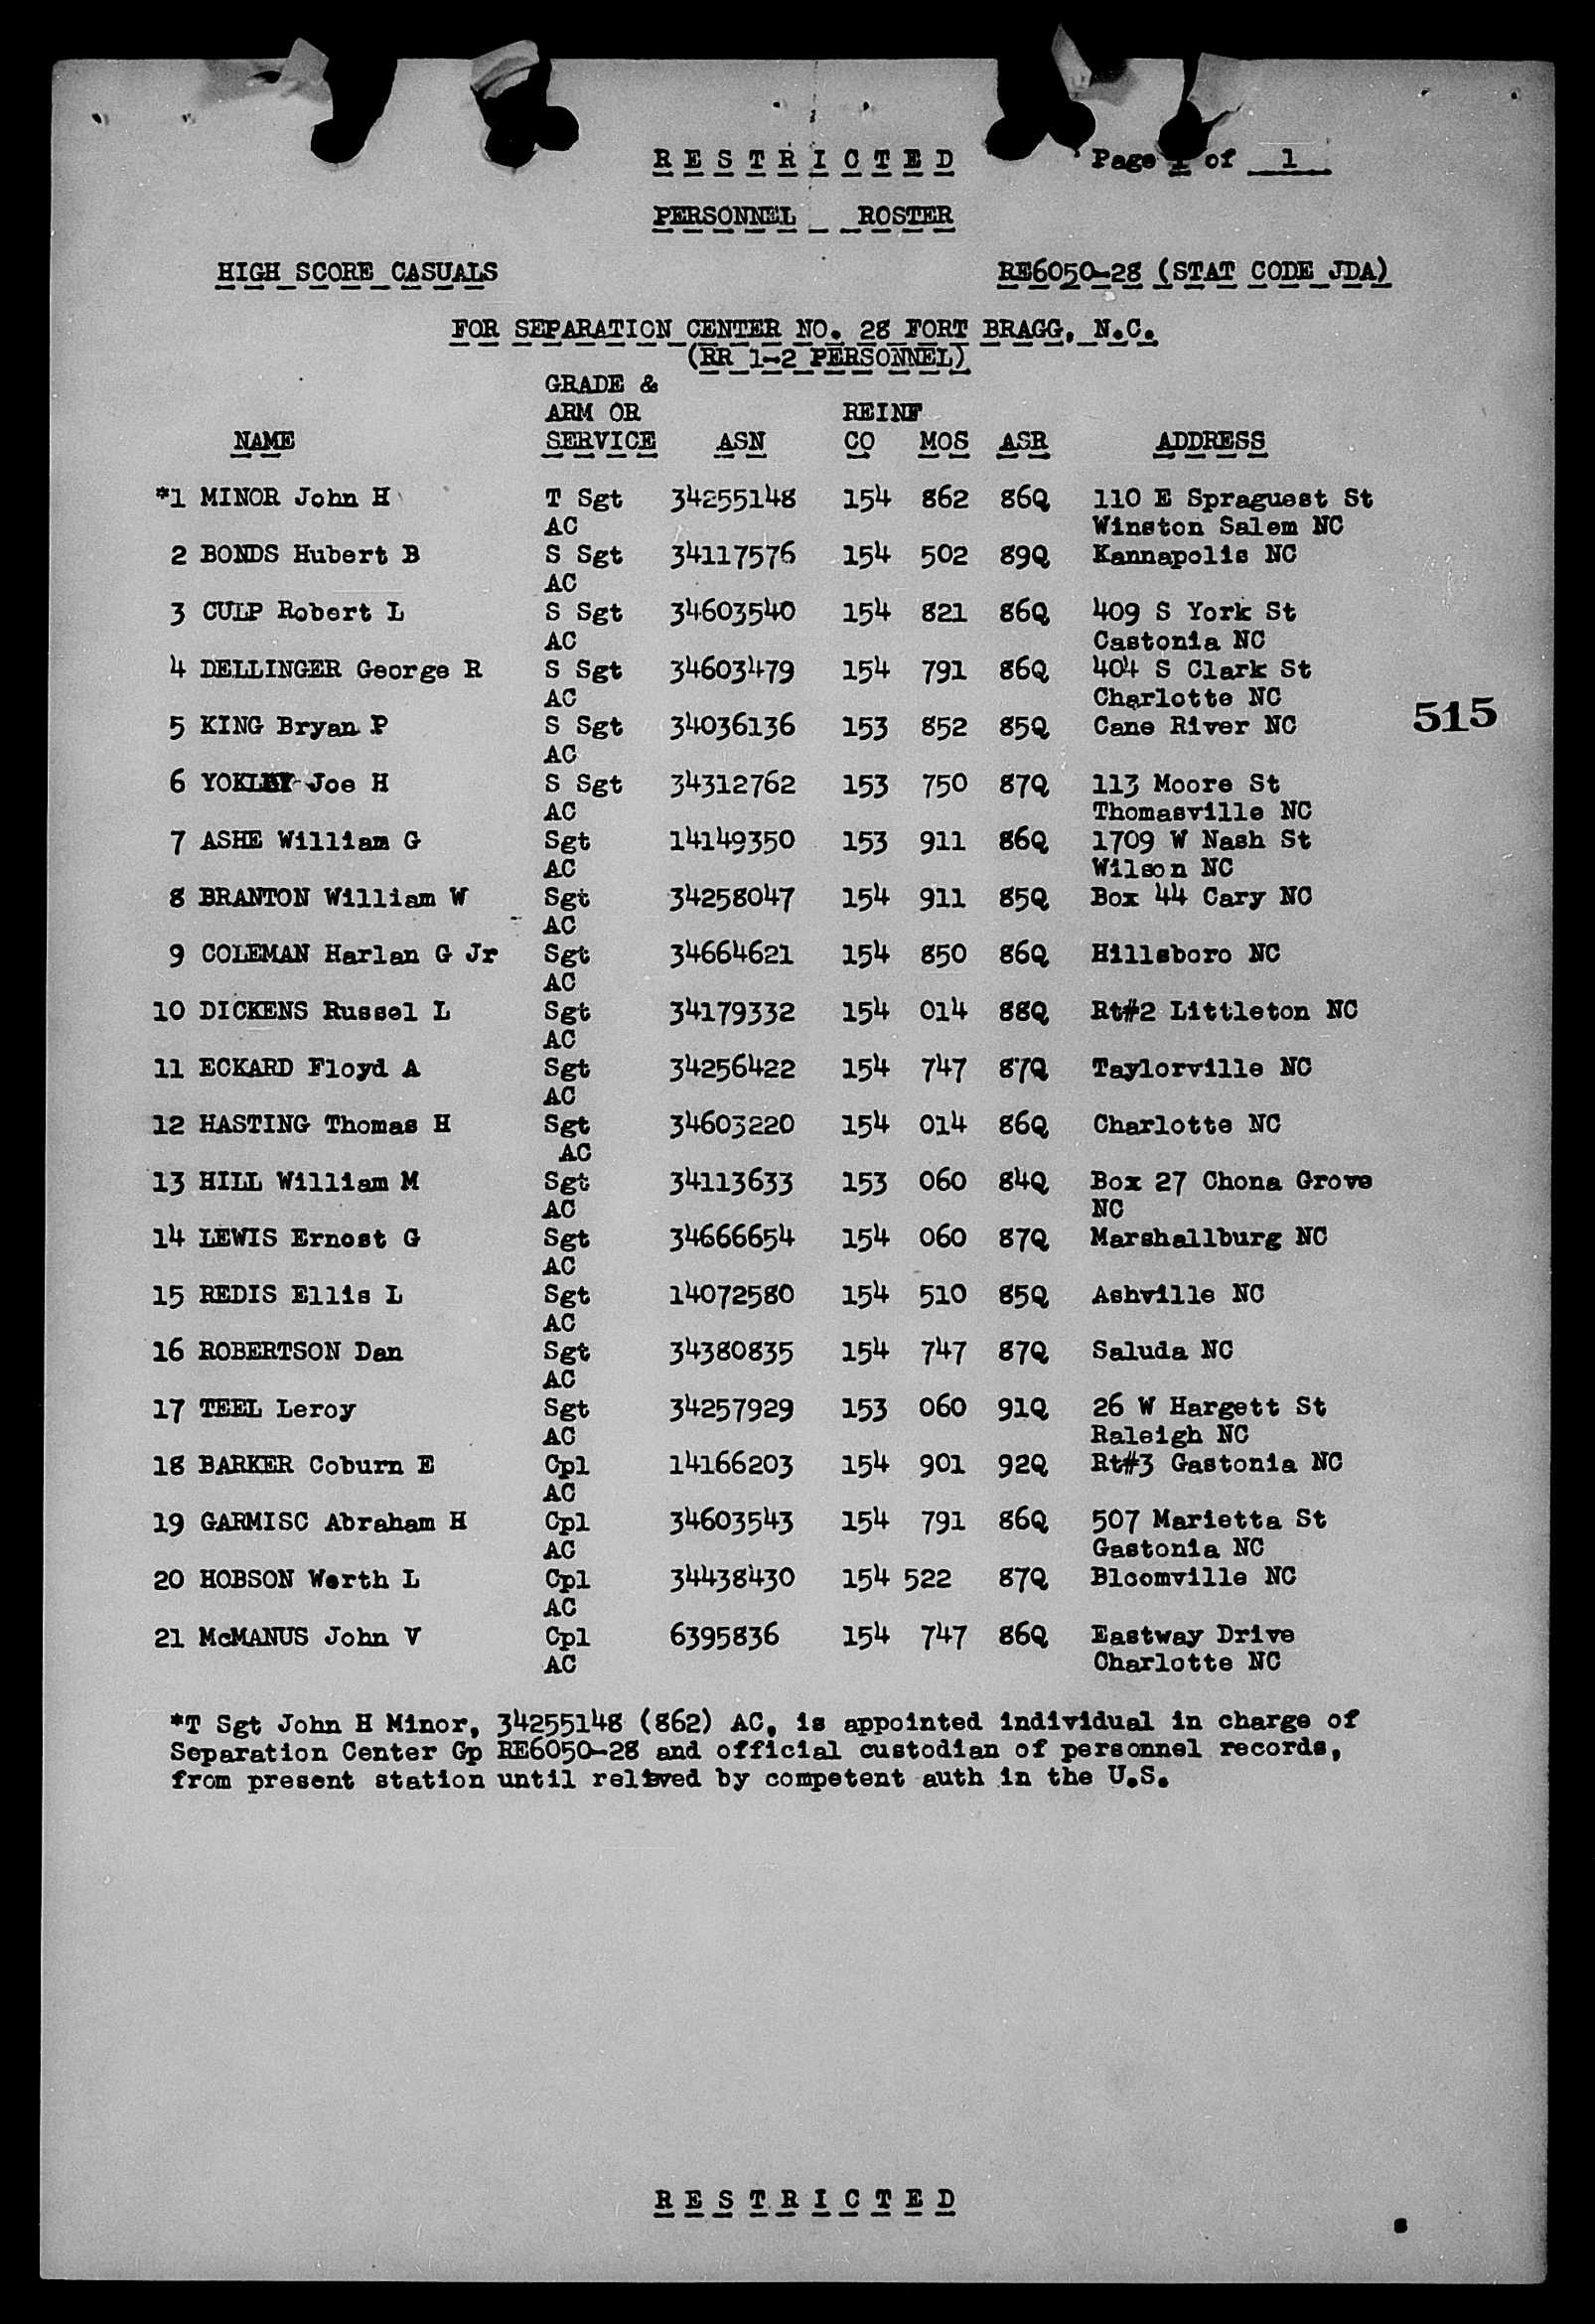 R E S T R I C T E D Page 1 of 1
PERSONNEL ROSTER
HIGH SCORE CASUALS RE6050-28 (STAT CODE JDA)
FOR SEPARATION CENTER NO. 28 FORT BRAGG, N.C.
(RR 1-2 PERSONNEL)
GRADE &
ARM OR REINF
NAME SERVICE ASN CO MOS ASR ADDRESS
*1 MINOR John H T Sgt 34255148 154 862 86Q 110 E Spraguest St
AC Winston Salem NC
2 BONDS Hubert B S Sgt 34117576 154 502 89Q Kannapolis NC
AC
3 CULP Robert L S Sgt 34603540 154 821 86Q 409 S York St
AC Castonia NC
4 DELLINGER George R S Sgt 34603479 154 791 86Q 404 S Clark St
AC Charlotte NC
5 KING Bryan P S Sgt 34036136 153 852 85Q Cane River NC 515
AC
6 YOKLEY Joe H S Sgt 34312762 153 750 87Q 113 Moore St
AC Thomasville NC
7 ASHE William G Sgt 14149350 153 911 86Q 1709 W Nash St
AC Wilson NC
8 BRANTON William W Sgt 34258047 154 911 85Q Box 44 Cary NC
AC
9 COLEMAN Harlan G Jr Sgt 34664621 154 850 86Q Hillsboro NC
AC
10 DICKENS Russel L Sgt 34179332 154 014 88Q Rt#2 Littleton NC
AC
11 ECKARD Floyd A Sgt 34256422 154 747 87Q Taylorville NC
AC
12 HASTING Thomas H Sgt 34603220 154 014 86Q Charlotte NC
AC
13 HILL William M Sgt 34113633 153 060 84Q Box 27 Chona Grove
AC NC
14 LEWIS Ernost G Sgt 34666654 154 060 87Q Marshallburg NC
AC
15 REDIS Ellis L Sgt 14072580 154 510 85Q Ashville NC
AC
16 ROBERTSON Dan Sgt 34380835 154 747 87Q Saluda NC
AC
17 TEEL Leroy Sgt 34257929 153 060 91Q 26 W Hargett St
AC Raleigh NC
18 BARKER Coburn E Cpl 14166203 154 901 92Q Rt#3 Gastonia NC
AC
19 GARMISC Abraham H Cpl 34603543 154 791 86Q 507 Marietta St
AC Gastonia NC
20 HOBSON Werth L Cpl 34438430 154 522 87Q Bloomville NC
AC
21 McMANUS John V Cpl 6395836 154 747 86Q Eastway Drive
AC Charlotte NC
*T Sgt John H Minor, 34255148 (862) AC, is appointed individual in charge of
Separation Center Gp RE6050-28 and official custodian of personnel records,
from present station until relived by competent auth in the U.S.
R E S T R I C T E D